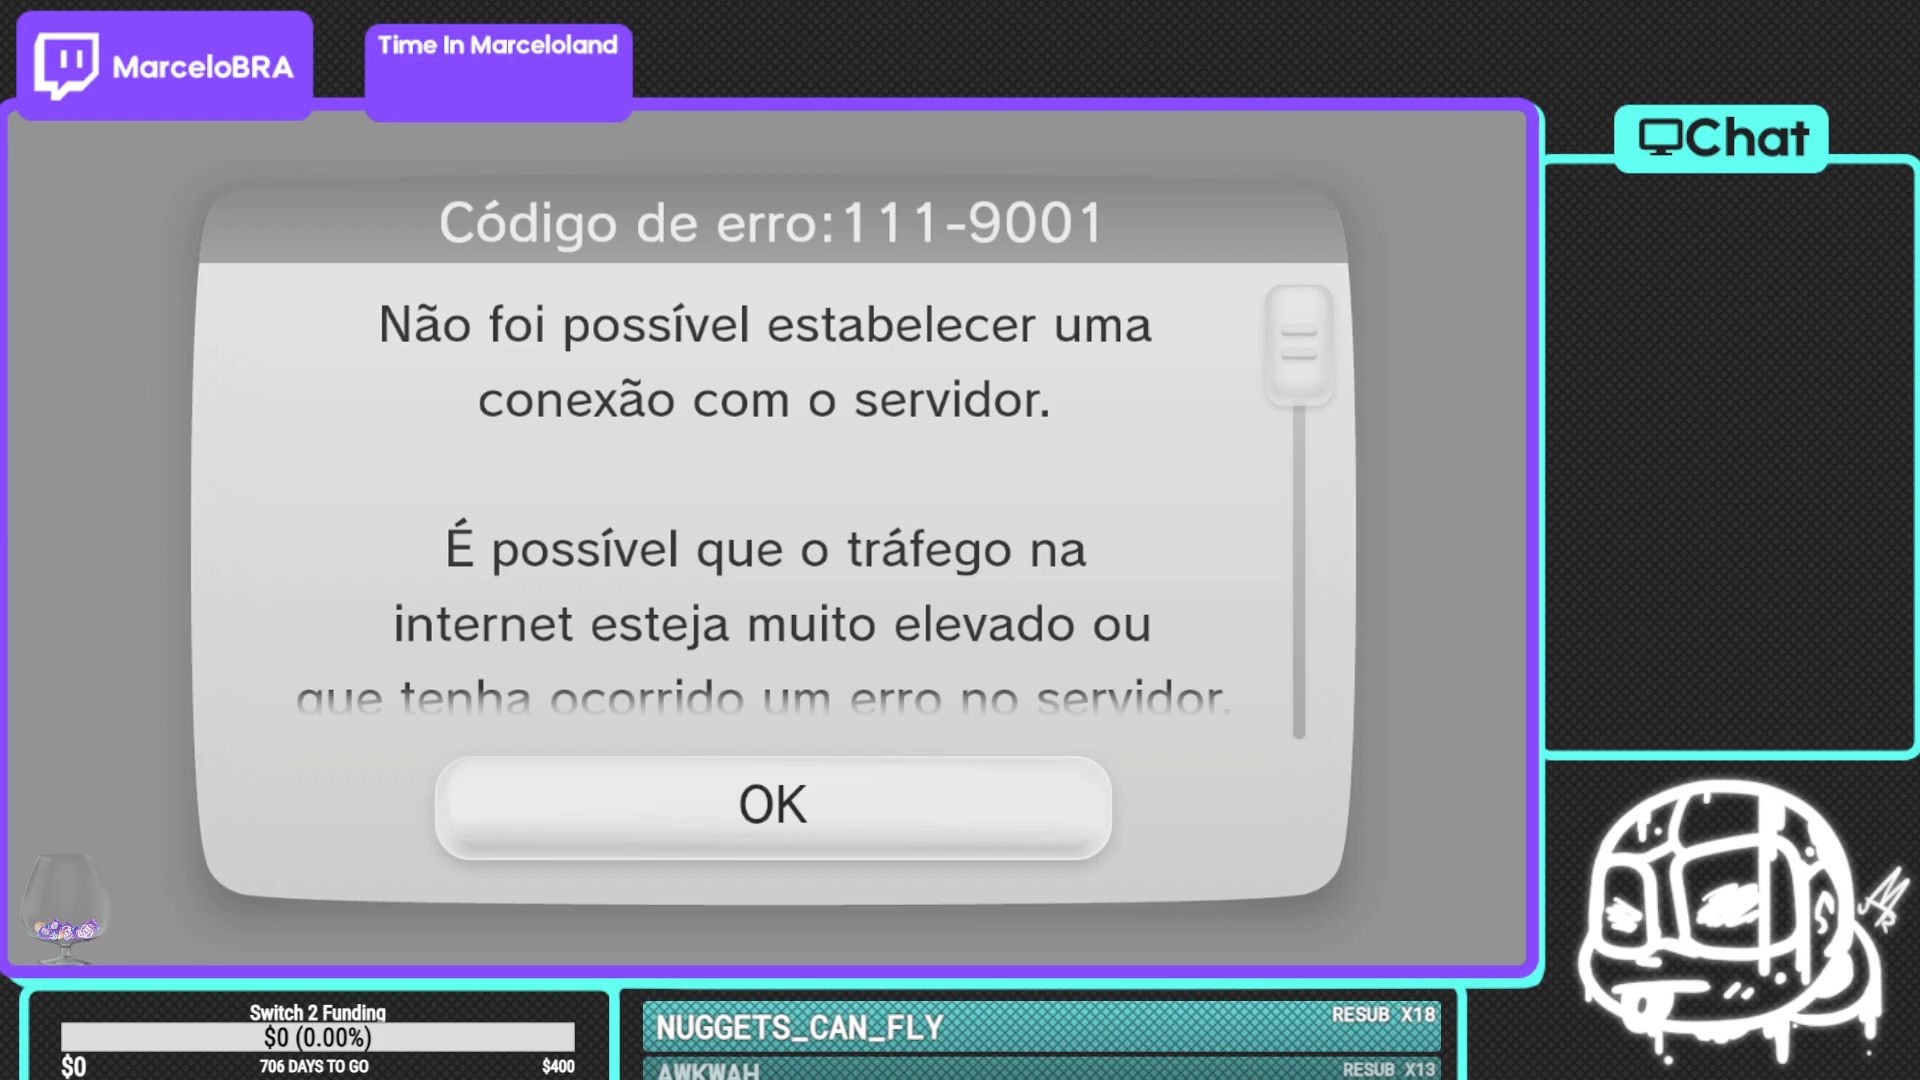 MarceloBRA
Time In Marceloland
Chat
Código de erro:111-9001
Não foi possível estabelecer uma
conexão com o servidor.
É possível que o tráfego na
internet esteja muito elevado ou
que tenha ocorrido um erro no servidor.
OK
Switch 2 Funding
$0 (0.00%)
$0
706 DAYS TO GO
$400
NUGGETS_CAN_FLY
RESUB X18
AWKWAH
RESUB X13